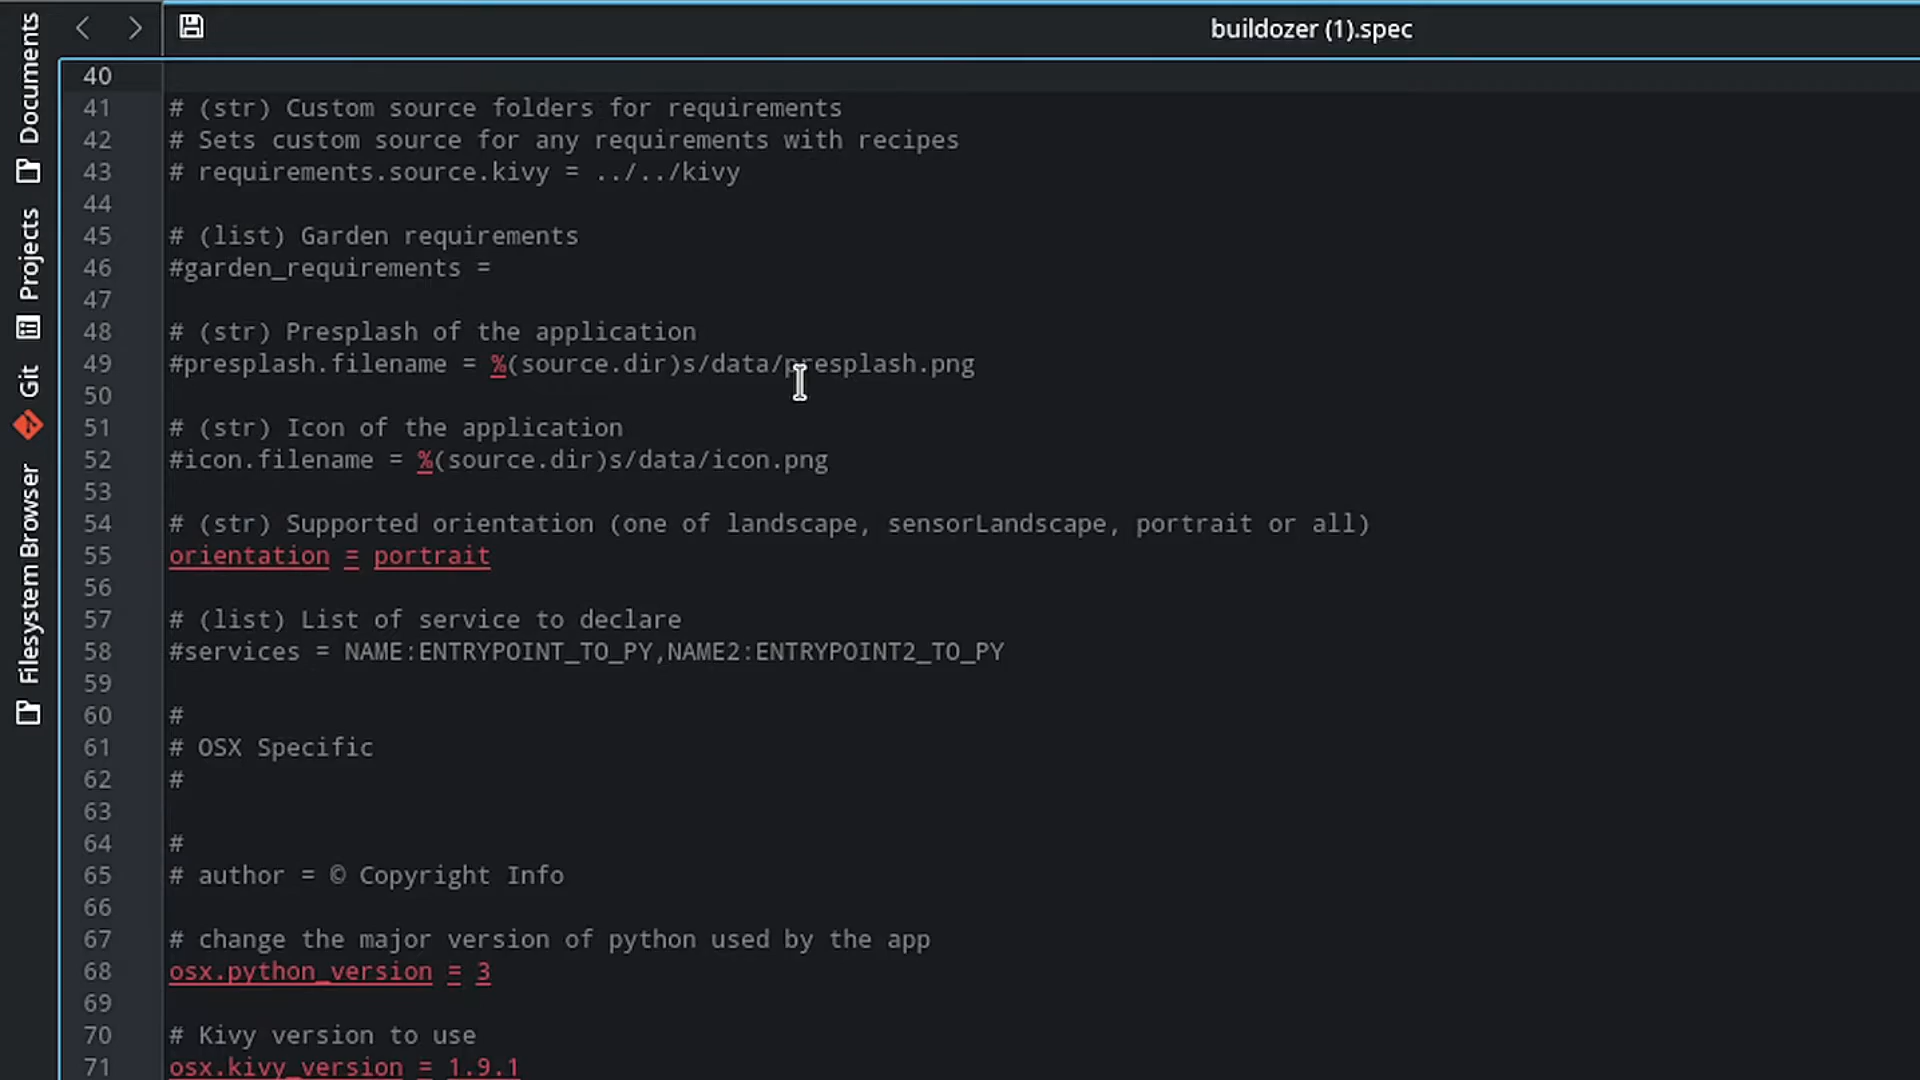 buildozer (1).spec
Documents
Projects
Git
Filesystem Browser
40
41 # (str) Custom source folders for requirements
42 # Sets custom source for any requirements with recipes
43 # requirements.source.kivy = ../../kivy
44
45 # (list) Garden requirements
46 #garden_requirements =
47
48 # (str) Presplash of the application
49 #presplash.filename = %(source.dir)s/data/presplash.png
50
51 # (str) Icon of the application
52 #icon.filename = %(source.dir)s/data/icon.png
53
54 # (str) Supported orientation (one of landscape, sensorLandscape, portrait or all)
55 orientation = portrait
56
57 # (list) List of service to declare
58 #services = NAME:ENTRYPOINT_TO_PY,NAME2:ENTRYPOINT2_TO_PY
59
60 #
61 # OSX Specific
62 #
63
64 #
65 # author = © Copyright Info
66
67 # change the major version of python used by the app
68 osx.python_version = 3
69
70 # Kivy version to use
71 osx.kivy_version = 1.9.1